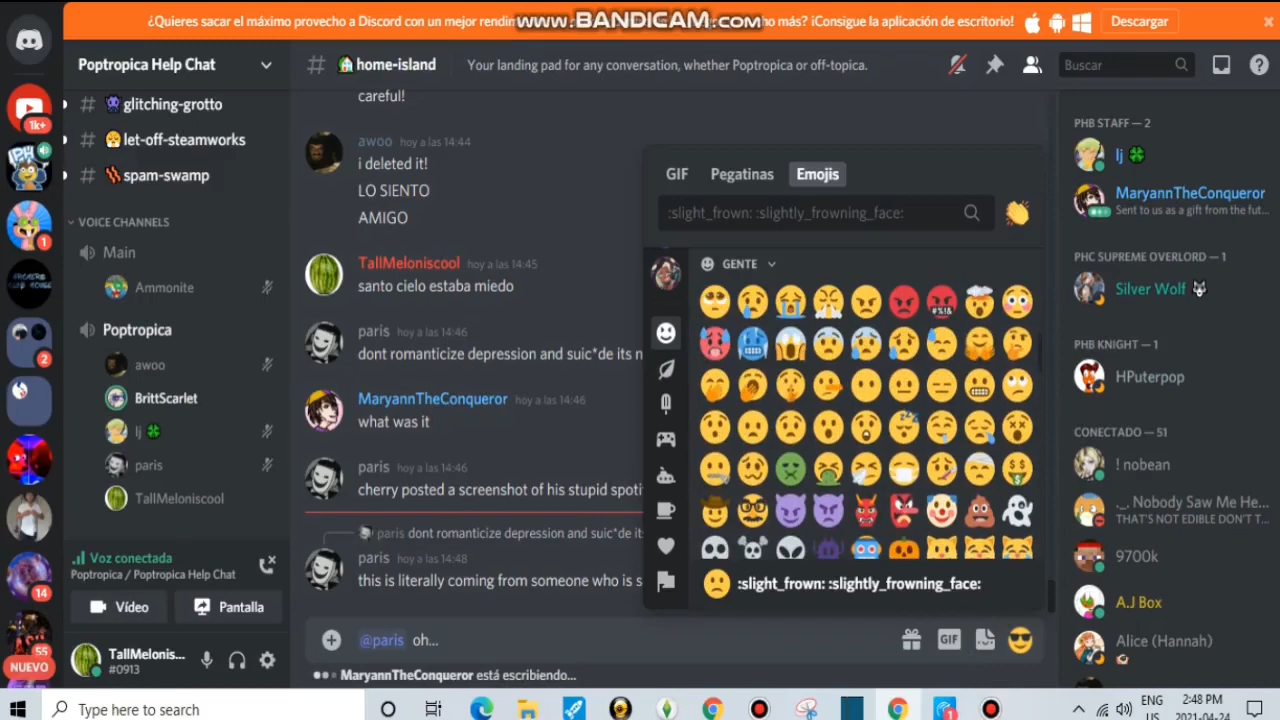 ¿Quieres sacar el máximo provecho a Discord con un mejor rendim
www.BANDICAM.com
ho más? ¡Consigue la aplicación de escritorio!
Descargar
Poptropica Help Chat
home-island
Your landing pad for any conversation, whether Poptropica or off-topica.
Buscar
1k+
1
2
14
55
NUEVO
glitching-grotto
let-off-steamworks
spam-swamp
VOICE CHANNELS
Main
Ammonite
Poptropica
awoo
BrittScarlet
lj
paris
TallMeloniscool
Voz conectada
Poptropica / Poptropica Help Chat
Vídeo
Pantalla
TallMelonis...
#0913
careful!
awoo hoy a las 14:44
i deleted it!
LO SIENTO
AMIGO
TallMeloniscool hoy a las 14:45
santo cielo estaba miedo
paris hoy a las 14:46
dont romanticize depression and suic*de its n
MaryannTheConqueror hoy a las 14:46
what was it
paris hoy a las 14:46
cherry posted a screenshot of his stupid spoti
paris dont romanticize depression and suic*de its
paris hoy a las 14:48
this is literally coming from someone who is s
@paris oh...
GIF
MaryannTheConqueror está escribiendo...
GIF
Pegatinas
Emojis
:slight_frown: :slightly_frowning_face:
GENTE
:slight_frown: :slightly_frowning_face:
PHB STAFF — 2
lj
MaryannTheConqueror
Sent to us as a gift from the fut...
PHC SUPREME OVERLORD — 1
Silver Wolf
PHB KNIGHT — 1
HPuterpop
CONECTADO — 51
! nobean
._. Nobody Saw Me He...
THAT'S NOT EDIBLE DON'T T...
9700k
A.J Box
Alice (Hannah)
Type here to search
1
ENG
US
2:48 PM
2021-04-24